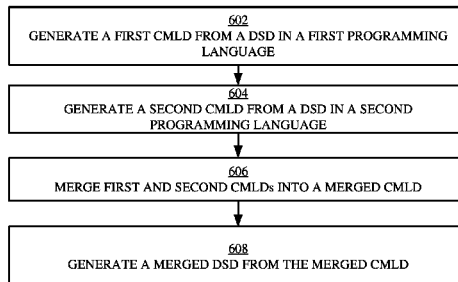 602
GENERATE A FIRST CMLD FROM A DSD IN A FIRST PROGRAMMING
LANGUAGE
604
GENERATE A SECOND CMLD FROM A DSD IN A SECOND
PROGRAMMING LANGUAGE
606
MERGE FIRST AND SECOND CMLDs INTO A MERGED CMLD
608
GENERATE A MERGED DSD FROM THE MERGED CMLD